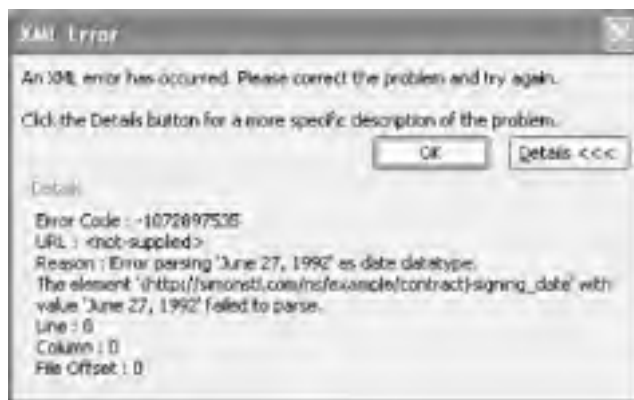 XML Error
An XML error has occurred. Please correct the problem and try again.
Click the Details button for a more specific description of the problem.
OK
Details <<<
Details
Error Code : -1072897535
URL : <not-supplied>
Reason : Error parsing 'June 27, 1992' as date datatype.
The element '{http://simonstl.com/ns/example/contract}signing_date' with
value 'June 27, 1992' failed to parse.
Line : 0
Column : 0
File Offset : 0